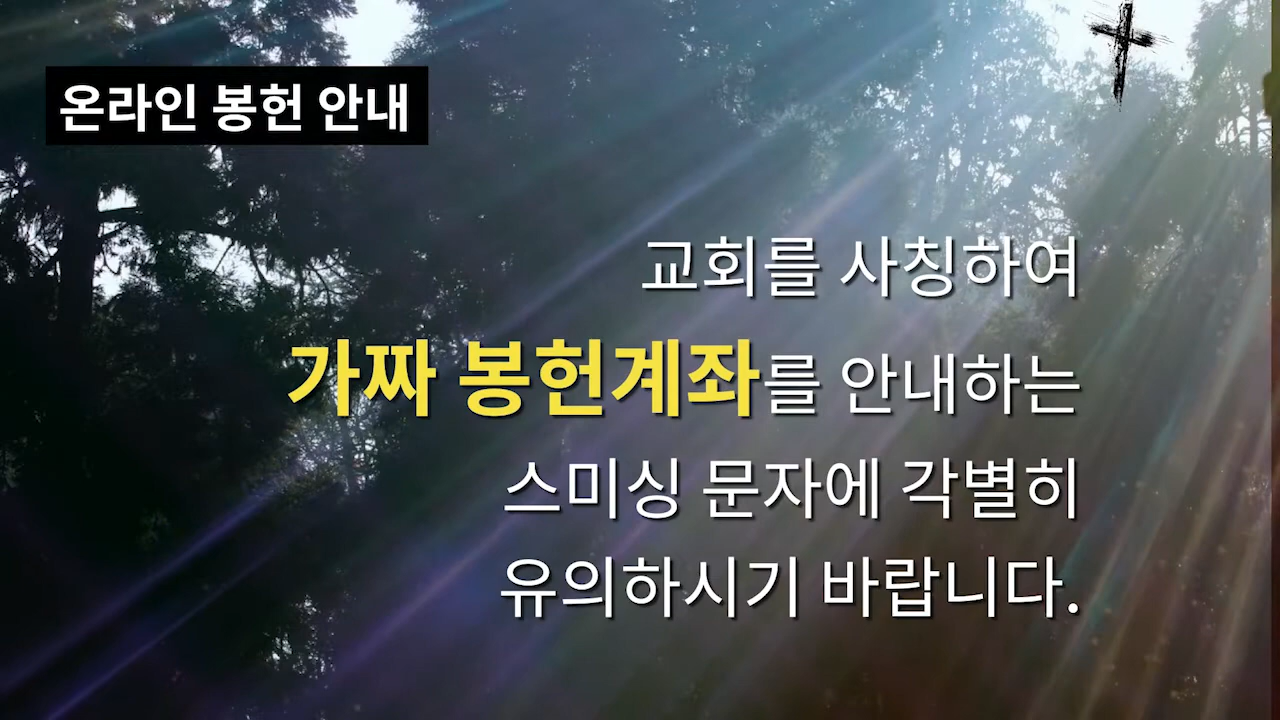 온라인 봉헌 안내
교회를 사칭하여
가짜 봉헌계좌를 안내하는
스미싱 문자에 각별히
유의하시기 바랍니다.